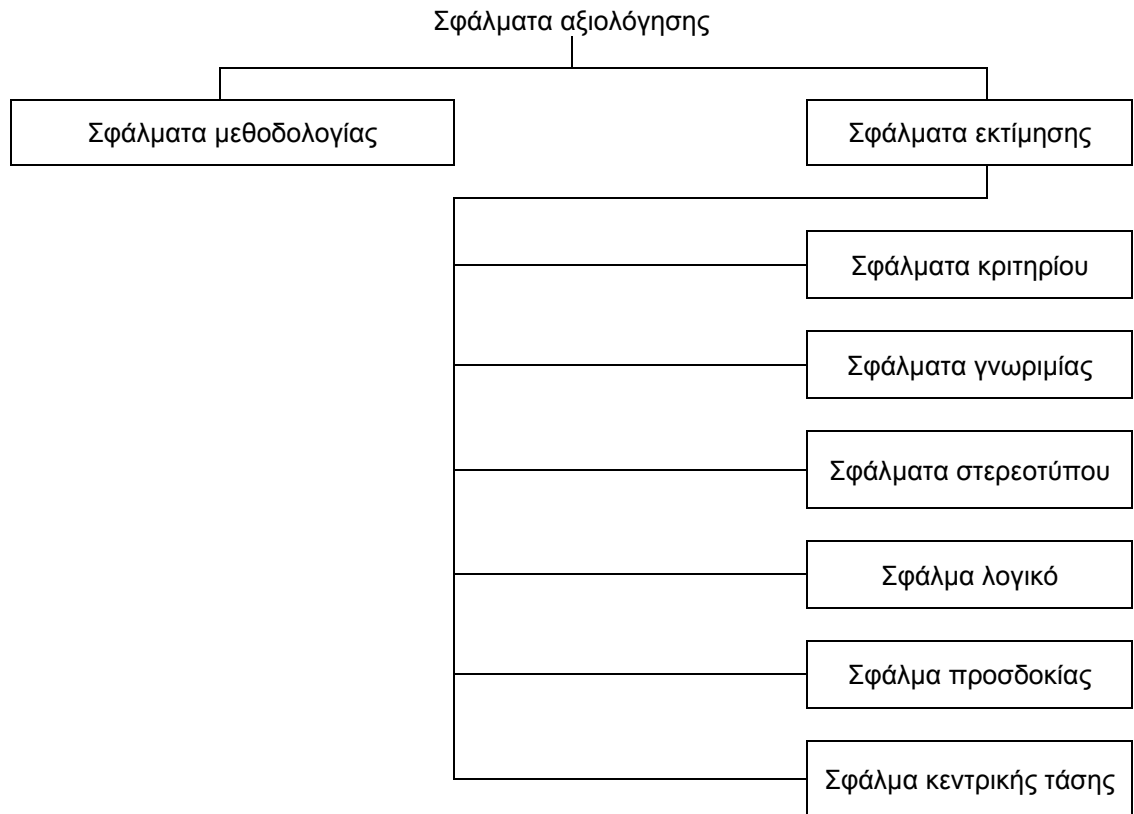 Σφάλματα αξιολόγησης
Σφάλματα μεθοδολογίας
Σφάλματα εκτίμησης
Σφάλματα κριτηρίου
Σφάλματα γνωριμίας
Σφάλματα στερεοτύπου
Σφάλμα λογικό
Σφάλμα προσδοκίας
Σφάλμα κεντρικής τάσης